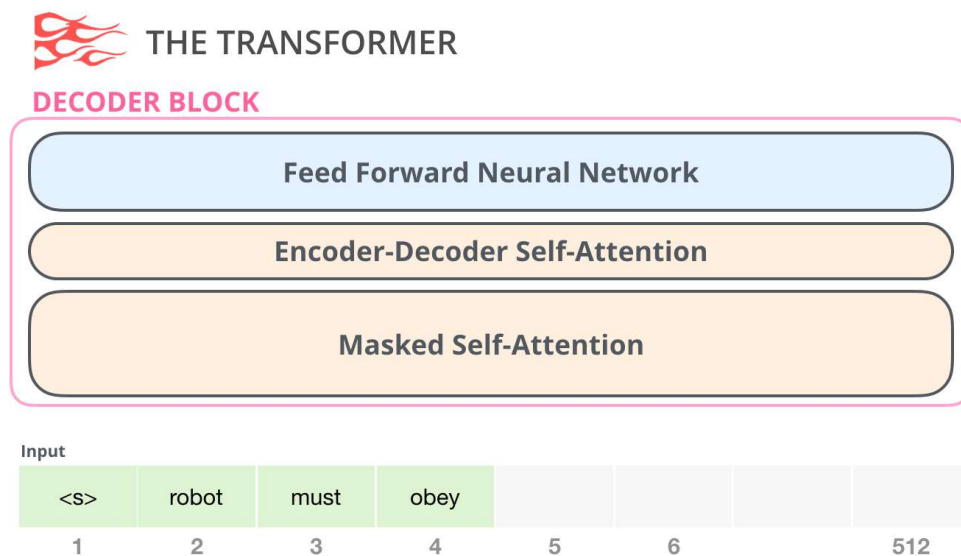 THE TRANSFORMER
DECODER BLOCK
Feed Forward Neural Network
Encoder-Decoder Self-Attention
Masked Self-Attention
Input
<s> robot must obey
1 2 3 4 5 6 512